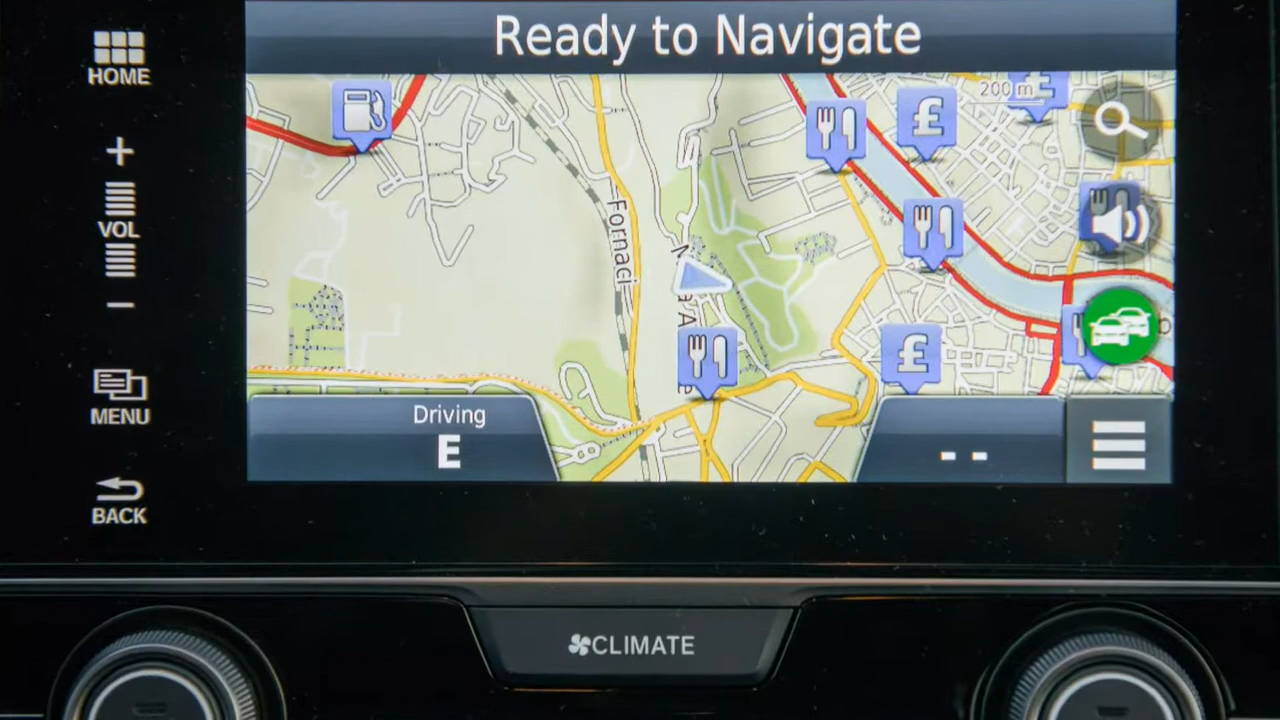 Ready to Navigate
HOME
200 m
+
VOL
−
Fornaci
MENU
BACK
Driving
E
- -
CLIMATE